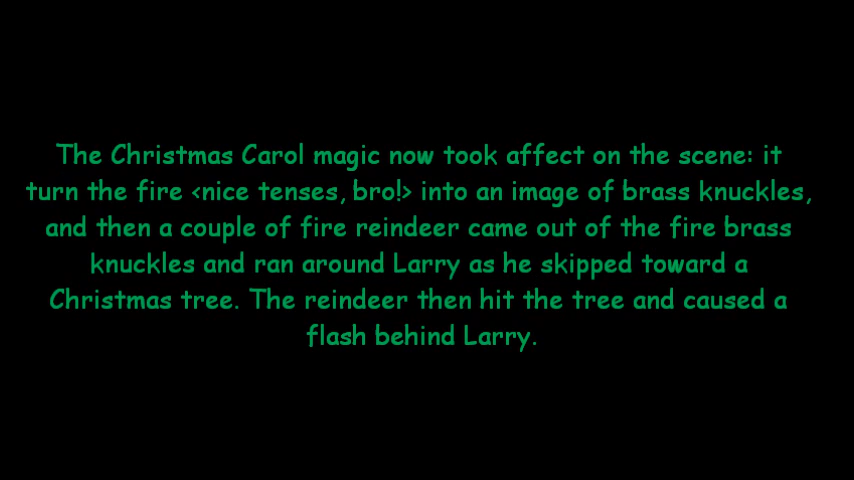 The Christmas Carol magic now took affect on the scene: it
turn the fire <nice tenses, bro!> into an image of brass knuckles,
and then a couple of fire reindeer came out of the fire brass
knuckles and ran around Larry as he skipped toward a
Christmas tree. The reindeer then hit the tree and caused a
flash behind Larry.